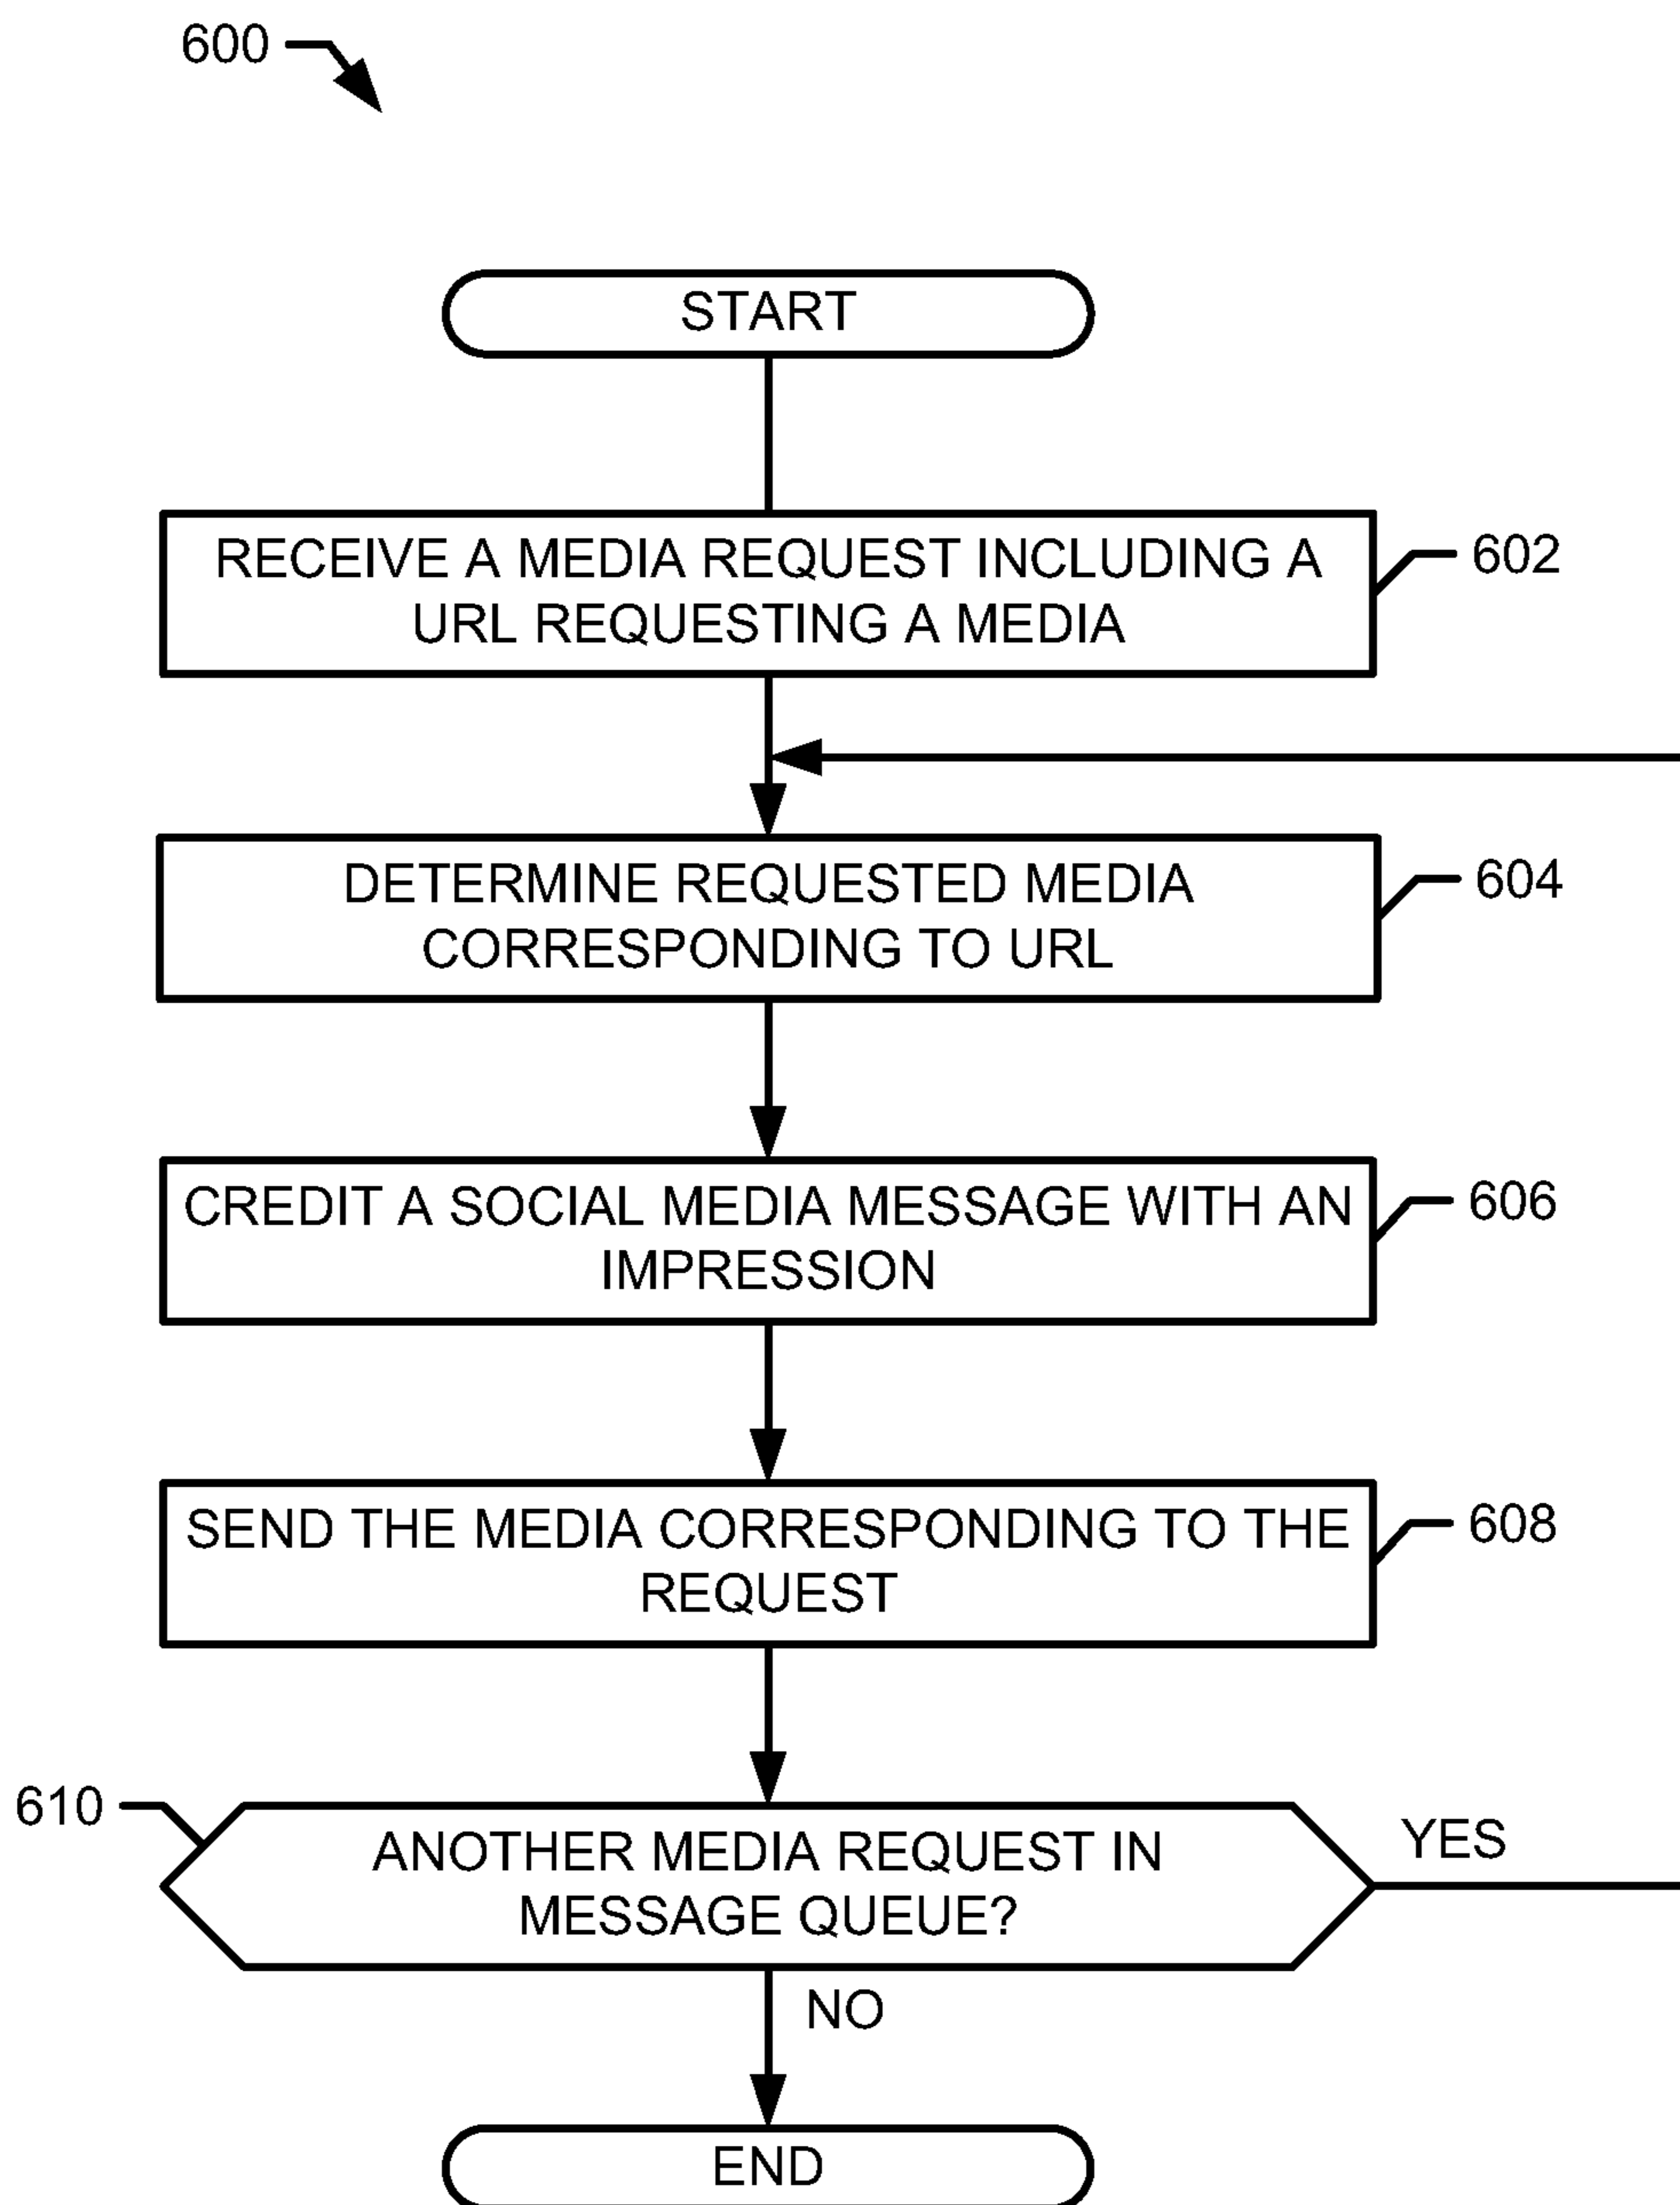 600
START
RECEIVE A MEDIA REQUEST INCLUDING A
URL REQUESTING A MEDIA
602
DETERMINE REQUESTED MEDIA
CORRESPONDING TO URL
604
CREDIT A SOCIAL MEDIA MESSAGE WITH AN
IMPRESSION
606
SEND THE MEDIA CORRESPONDING TO THE
REQUEST
608
610
ANOTHER MEDIA REQUEST IN
MESSAGE QUEUE?
YES
NO
END